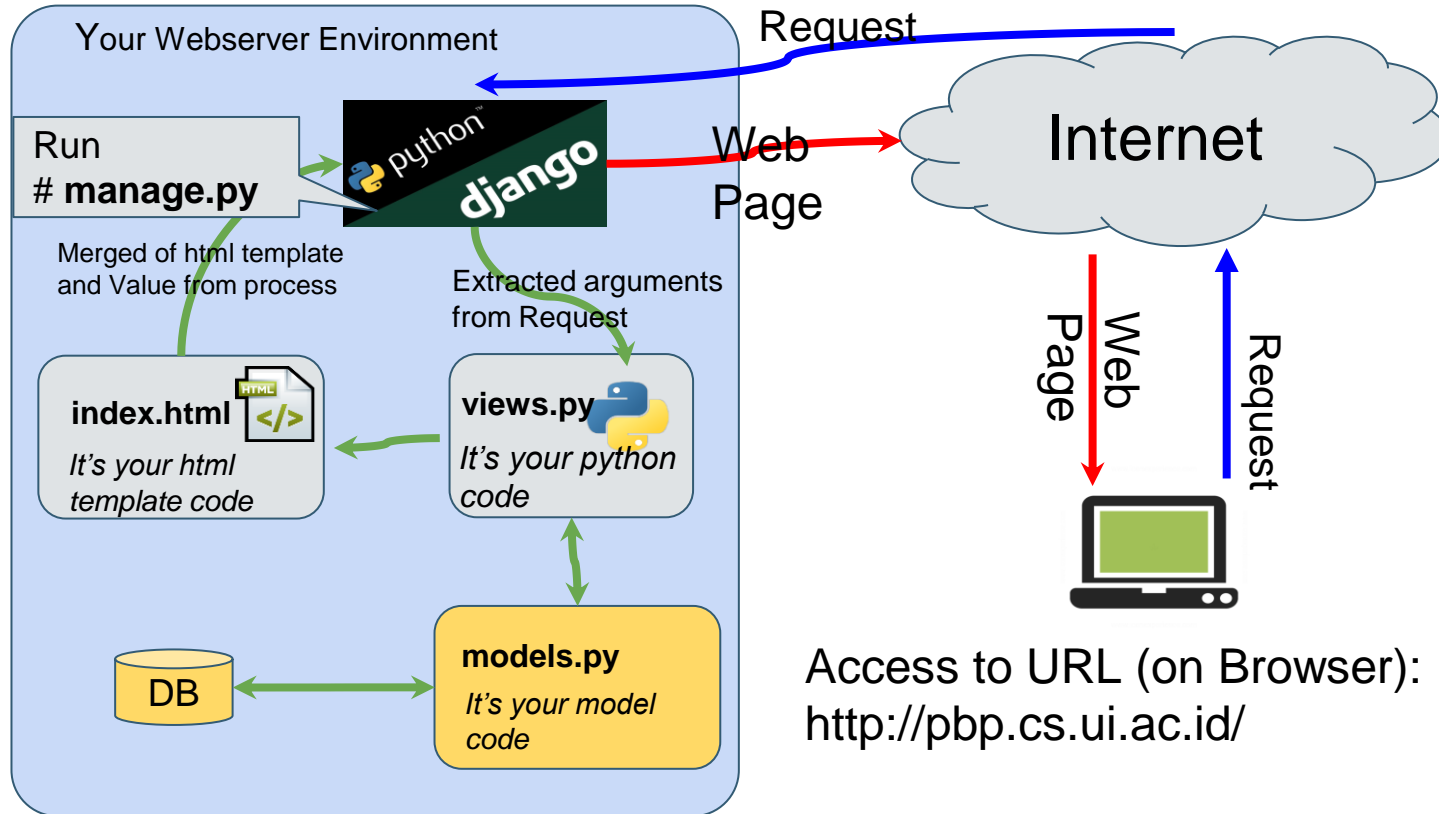 Your Webserver Environment
Request
Run
# manage.py
python™
django
Web
Page
Internet
Merged of html template
and Value from process
Extracted arguments
from Request
Web
Page
Request
index.html
HTML
</>
It's your html
template code
views.py
It's your python
code
models.py
It's your model
code
DB
Access to URL (on Browser):
http://pbp.cs.ui.ac.id/